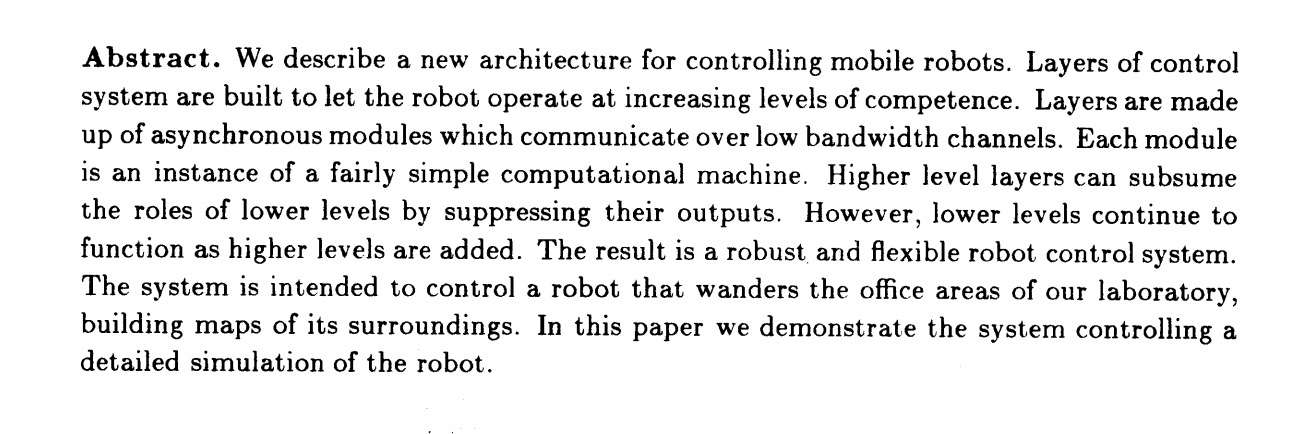 Abstract. We describe a new architecture for controlling mobile robots. Layers of control
system are built to let the robot operate at increasing levels of competence. Layers are made
up of asynchronous modules which communicate over low bandwidth channels. Each module
is an instance of a fairly simple computational machine. Higher level layers can subsume
the roles of lower levels by suppressing their outputs. However, lower levels continue to
function as higher levels are added. The result is a robust and flexible robot control system.
The system is intended to control a robot that wanders the office areas of our laboratory,
building maps of its surroundings. In this paper we demonstrate the system controlling a
detailed simulation of the robot.